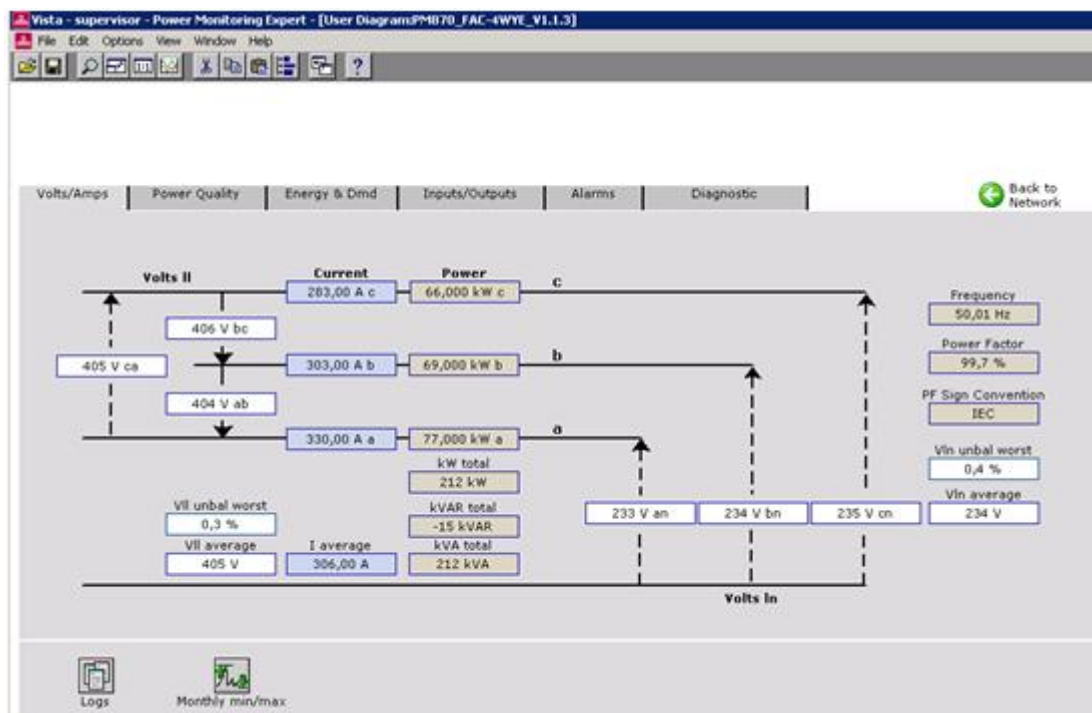 Vista - supervisor - Power Monitoring Expert - [User Diagram:PM870_FAC-4WYE_V1.1.3]
File Edit Options View Window Help
Volts/Amps Power Quality Energy & Dmd Inputs/Outputs Alarms Diagnostic
Back to
Network
Volts ll Current Power
283,00 A c 66,000 kW c c
406 V bc
405 V ca
303,00 A b 69,000 kW b b
404 V ab
330,00 A a 77,000 kW a a
kW total
212 kW
Vll unbal worst
0,3 %
kVAR total
-15 kVAR
Vll average
405 V
I average
306,00 A
kVA total
212 kVA
233 V an 234 V bn 235 V cn
Volts ln
Frequency
50,01 Hz
Power Factor
99,7 %
PF Sign Convention
IEC
Vln unbal worst
0,4 %
Vln average
234 V
Logs
Monthly min/max